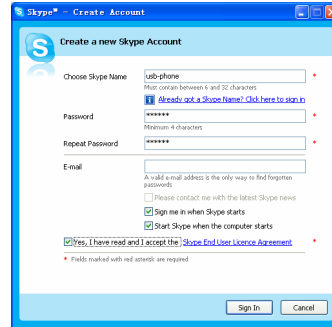 Skype™ - Create Account
Create a new Skype Account
Choose Skype Name
usb-phone
*
Must contain between 6 and 32 characters
Already got a Skype Name? Click here to sign in
Password
******
*
Minimum 4 characters
Repeat Password
******
*
E-mail
A valid e-mail address is the only way to find forgotten
passwords
Please contact me with the latest Skype news
Sign me in when Skype starts
Start Skype when the computer starts
Yes, I have read and I accept the Skype End User Licence Agreement *
* Fields marked with red
asterisk are required
Sign In
Cancel